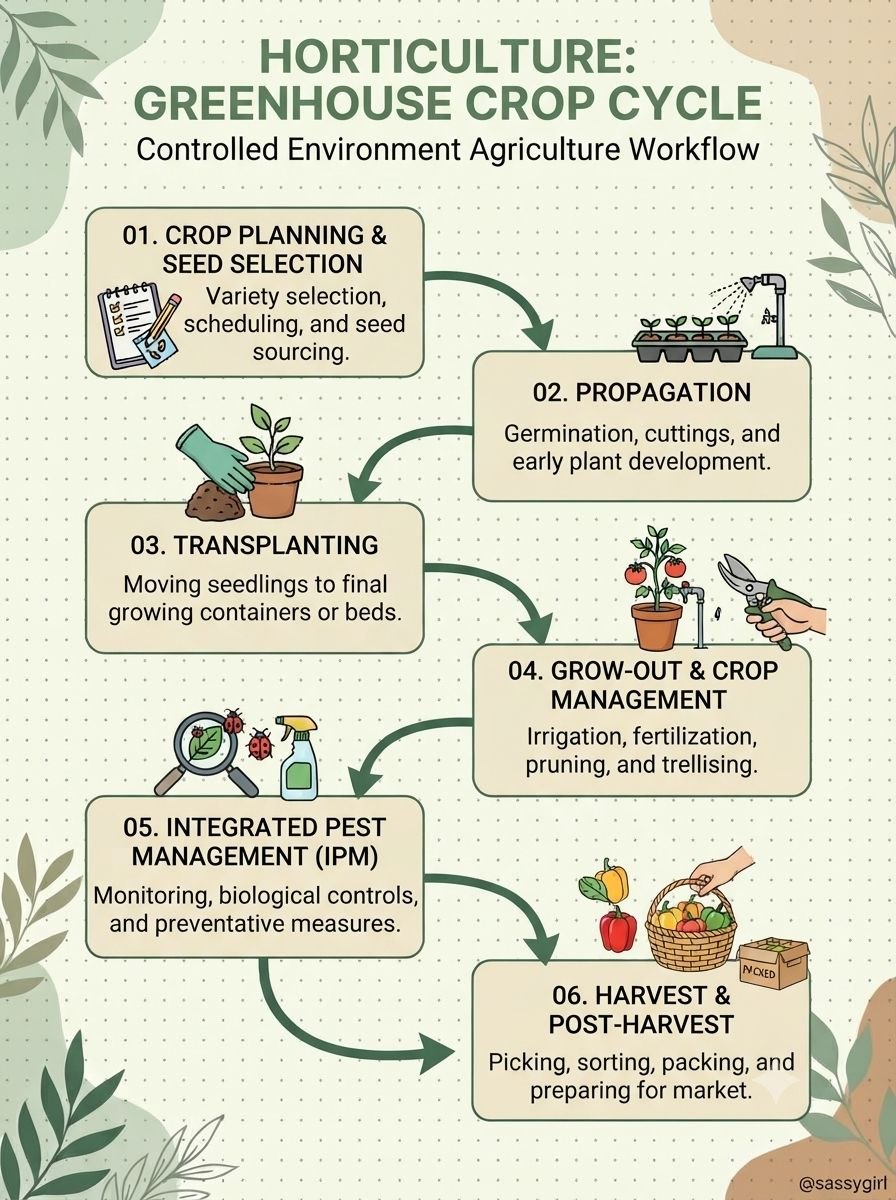 HORTICULTURE:
GREENHOUSE CROP CYCLE
Controlled Environment Agriculture Workflow
01. CROP PLANNING &
SEED SELECTION
Variety selection,
scheduling, and seed
sourcing.
02. PROPAGATION
Germination, cuttings, and
early plant development.
03. TRANSPLANTING
Moving seedlings to final
growing containers or beds.
04. GROW-OUT & CROP
MANAGEMENT
Irrigation, fertilization,
pruning, and trellising.
05. INTEGRATED PEST
MANAGEMENT (IPM)
Monitoring, biological controls,
and preventative measures.
06. HARVEST &
POST-HARVEST
Picking, sorting, packing, and
preparing for market.
@sassygirl